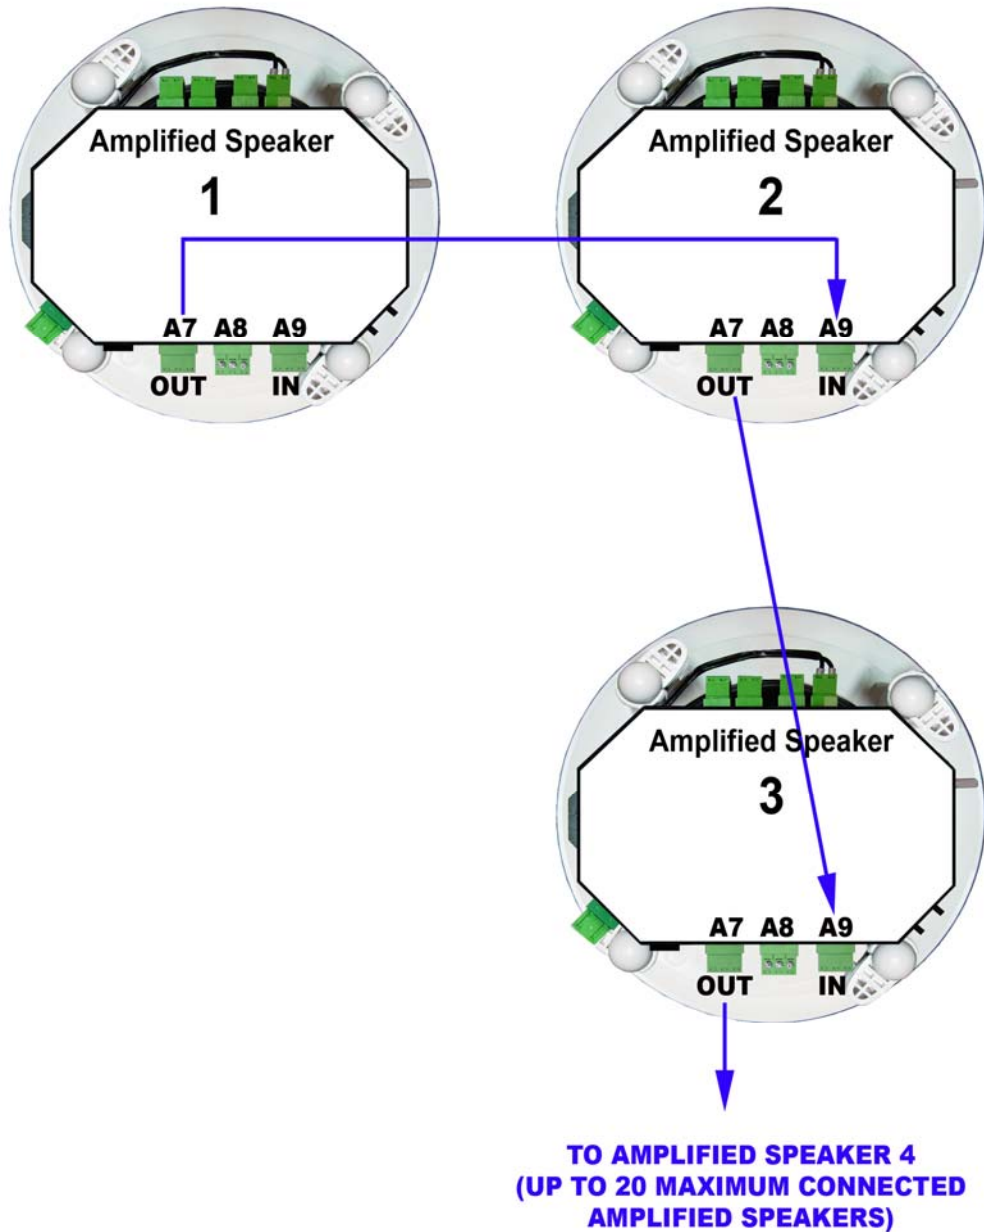 Amplified Speaker
1
A7 A8 A9
OUT IN
Amplified Speaker
2
A7 A8 A9
OUT IN
Amplified Speaker
3
A7 A8 A9
OUT IN
TO AMPLIFIED SPEAKER 4
(UP TO 20 MAXIMUM CONNECTED
AMPLIFIED SPEAKERS)